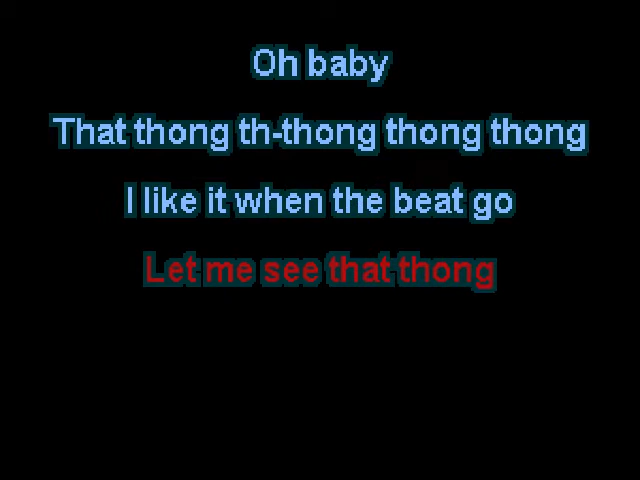 Oh baby
That thong th-thong thong thong
I like it when the beat go
Let me see that thong